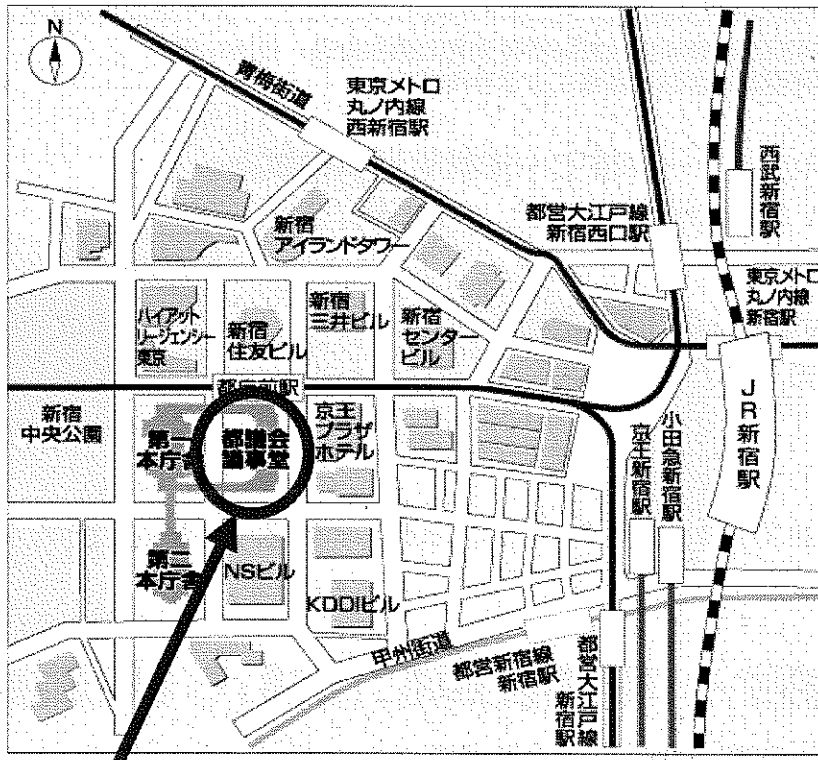 N
青梅街道
東京メトロ
丸ノ内線
西新宿駅
西武新宿駅
都営大江戸線
新宿西口駅
新宿
アイランドタワー
東京メトロ
丸ノ内線
新宿駅
ハイアット
リージェンシー
東京
新宿
住友ビル
新宿
三井ビル
新宿
センター
ビル
都庁前駅
JR新宿駅
新宿
中央公園
第一
本庁舎
都議会
議事堂
京王
プラザ
ホテル
小田急新宿駅
京王新宿駅
第二
本庁舎
NSビル
KDDIビル
甲州街道
都営新宿線
新宿駅
都営大江戸線
新宿駅